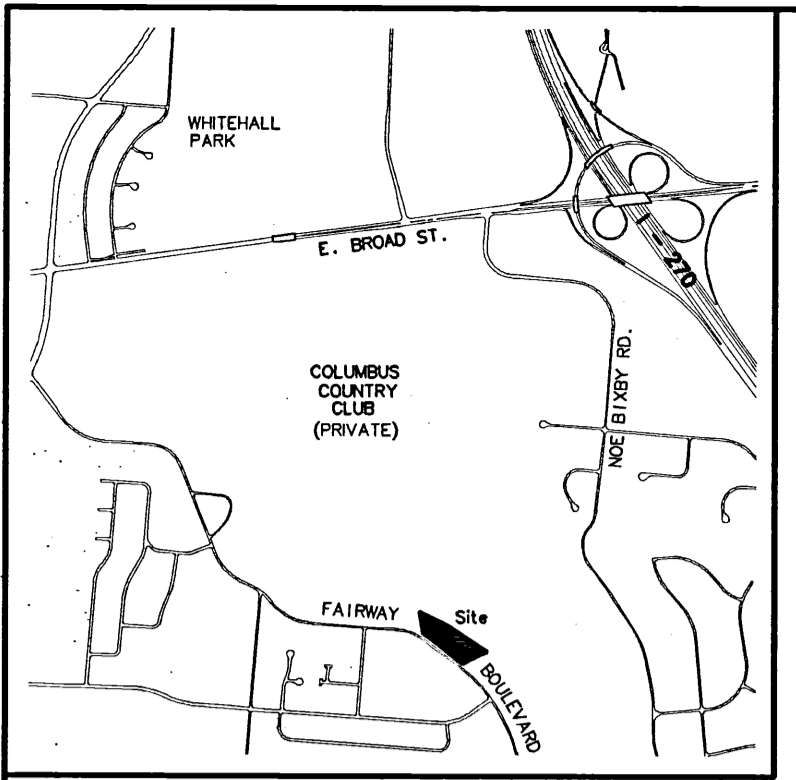 WHITEHALL
PARK
E. BROAD ST.
I - 270
COLUMBUS
COUNTRY
CLUB
(PRIVATE)
NOE BIXBY RD.
FAIRWAY
Site
BOULEVARD